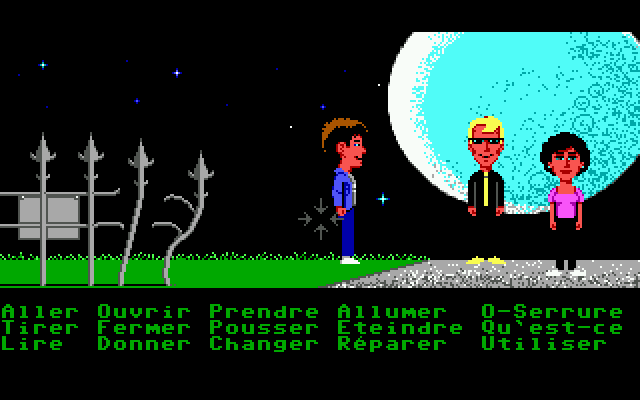 Aller Ouvrir Prendre Allumer O-Serrure
Tirer Fermer Pousser Eteindre Qu'est-ce
Lire Donner Changer Réparer Utiliser